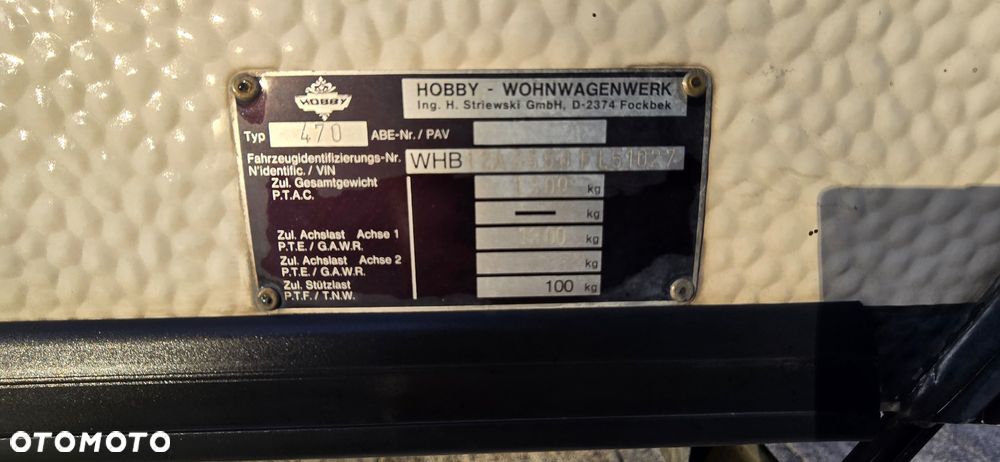 HOBBY
HOBBY - WOHNWAGENWERK
Ing. H. Striewski GmbH, D-2374 Fockbek
Typ 470 ABE-Nr. / PAV
Fahrzeugidentifizierungs-Nr.
N'identific. / VIN
WHB
Zul. Gesamtgewicht
P.T.A.C.
kg
— kg
Zul. Achslast Achse 1
P.T.E. / G.A.W.R.
kg
Zul. Achslast Achse 2
P.T.E. / G.A.W.R.
kg
Zul. Stützlast
P.T.F. / T.N.W.
100 kg
OTOMOTO